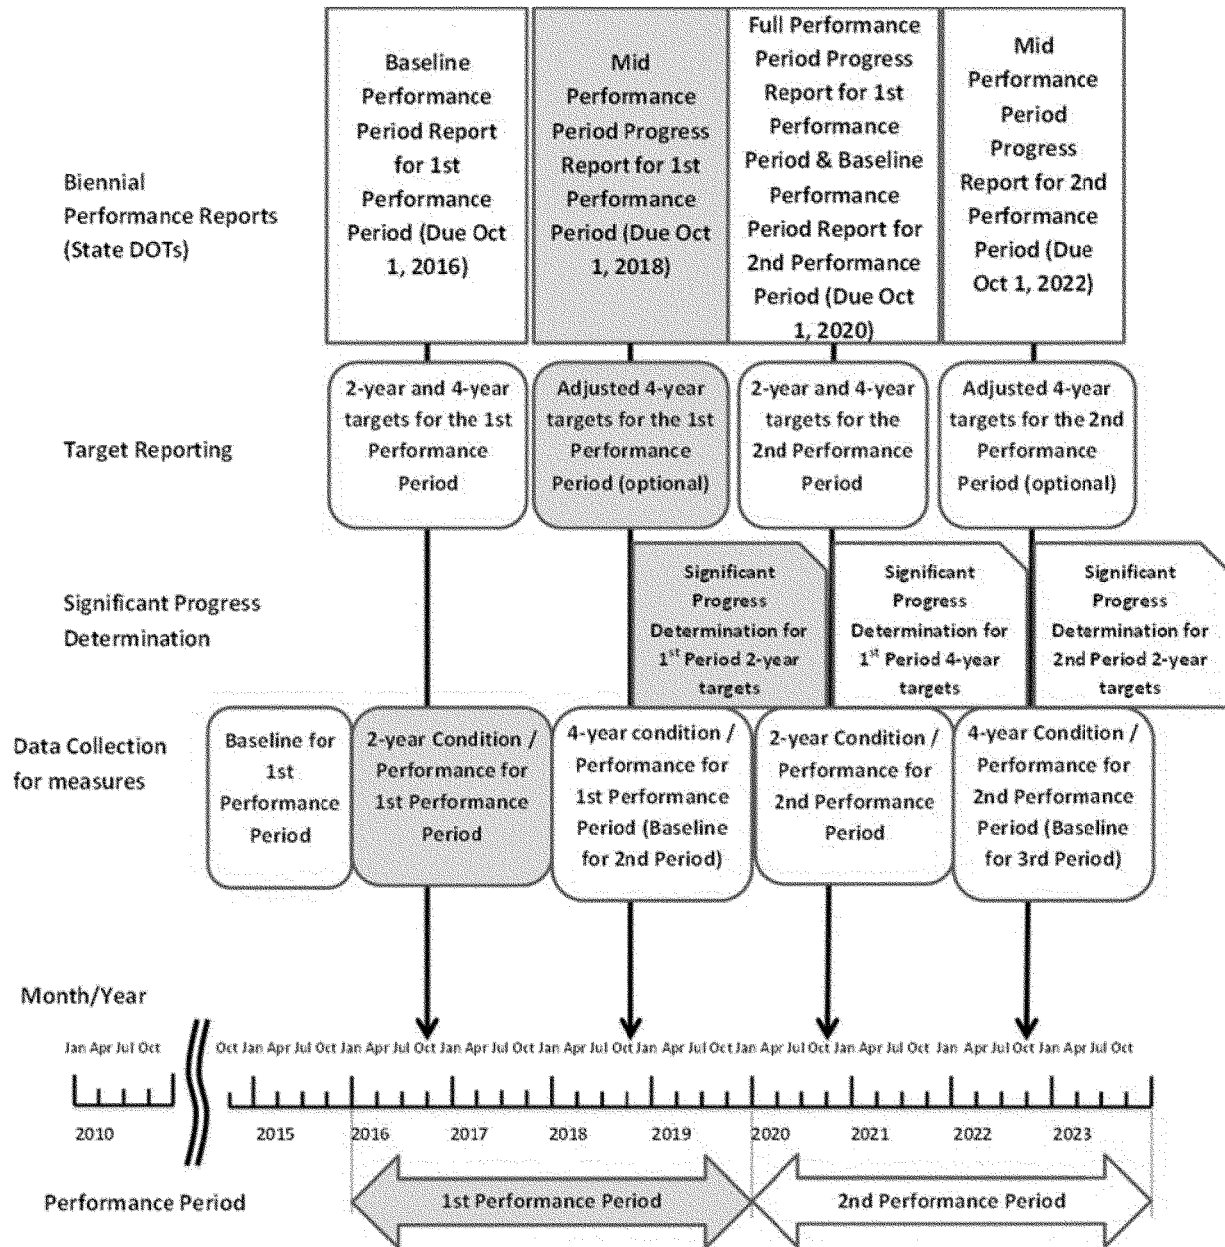 Biennial
Performance Reports
(State DOTs)
Baseline
Performance
Period Report
for 1st
Performance
Period (Due Oct
1, 2016)
Mid
Performance
Period Progress
Report for 1st
Performance
Period (Due Oct
1, 2018)
Full Performance
Period Progress
Report for 1st
Performance
Period & Baseline
Performance
Period Report for
2nd Performance
Period (Due Oct
1, 2020)
Mid
Performance
Period
Progress
Report for 2nd
Performance
Period (Due
Oct 1, 2022)
Target Reporting
2-year and 4-year
targets for the 1st
Performance
Period
Adjusted 4-year
targets for the 1st
Performance
Period (optional)
2-year and 4-year
targets for the
2nd Performance
Period
Adjusted 4-year
targets for the 2nd
Performance
Period (optional)
Significant Progress
Determination
Significant
Progress
Determination for
1st Period 2-year
targets
Significant
Progress
Determination for
1st Period 4-year
targets
Significant
Progress
Determination for
2nd Period 2-year
targets
Data Collection
for measures
Baseline for
1st
Performance
Period
2-year Condition /
Performance for
1st Performance
Period
4-year condition /
Performance for
1st Performance
Period (Baseline
for 2nd Period)
2-year Condition /
Performance for
2nd Performance
Period
4-year Condition /
Performance for
2nd Performance
Period (Baseline
for 3rd Period)
Month/Year
Jan Apr Jul Oct Oct Jan Apr Jul Oct Jan Apr Jul Oct Jan Apr Jul Oct Jan Apr Jul Oct Jan Apr Jul Oct Jan Apr Jul Oct Jan Apr Jul Oct Jan Apr Jul Oct Jan Apr Jul Oct
2010 2015 2016 2017 2018 2019 2020 2021 2022 2023
Performance Period 1st Performance Period 2nd Performance Period